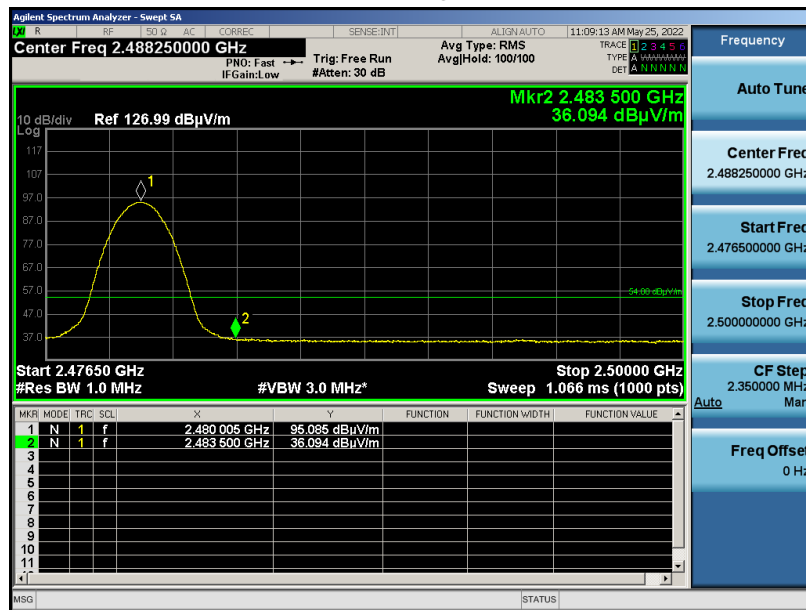 Agilent Spectrum Analyzer - Swept SA
LXI R RF 50 Ω AC CORREC SENSE:INT ALIGNAUTO 11:09:13 AM May 25, 2022
Center Freq 2.488250000 GHz
PNO: Fast
IFGain:Low
Trig: Free Run
#Atten: 30 dB
Avg Type: RMS
Avg|Hold: 100/100
TRACE 1 2 3 4 5 6
TYPE A WWWWW
DET A N N N N N
Mkr2 2.483 500 GHz
36.094 dBµV/m
10 dB/div Ref 126.99 dBµV/m
Log
117
107
97.0
87.0
77.0
67.0
57.0
47.0
37.0
1
2
54.00 dBµV/m
Start 2.47650 GHz Stop 2.50000 GHz
#Res BW 1.0 MHz #VBW 3.0 MHz* Sweep 1.066 ms (1000 pts)
MKR MODE TRC SCL X Y FUNCTION FUNCTION WIDTH FUNCTION VALUE
1 N 1 f 2.480 005 GHz 95.085 dBµV/m
2 N 1 f 2.483 500 GHz 36.094 dBµV/m
3
4
5
6
7
8
9
10
11
MSG STATUS
Frequency
Auto Tune
Center Freq
2.488250000 GHz
Start Freq
2.476500000 GHz
Stop Freq
2.500000000 GHz
CF Step
2.350000 MHz
Auto Man
Freq Offset
0 Hz